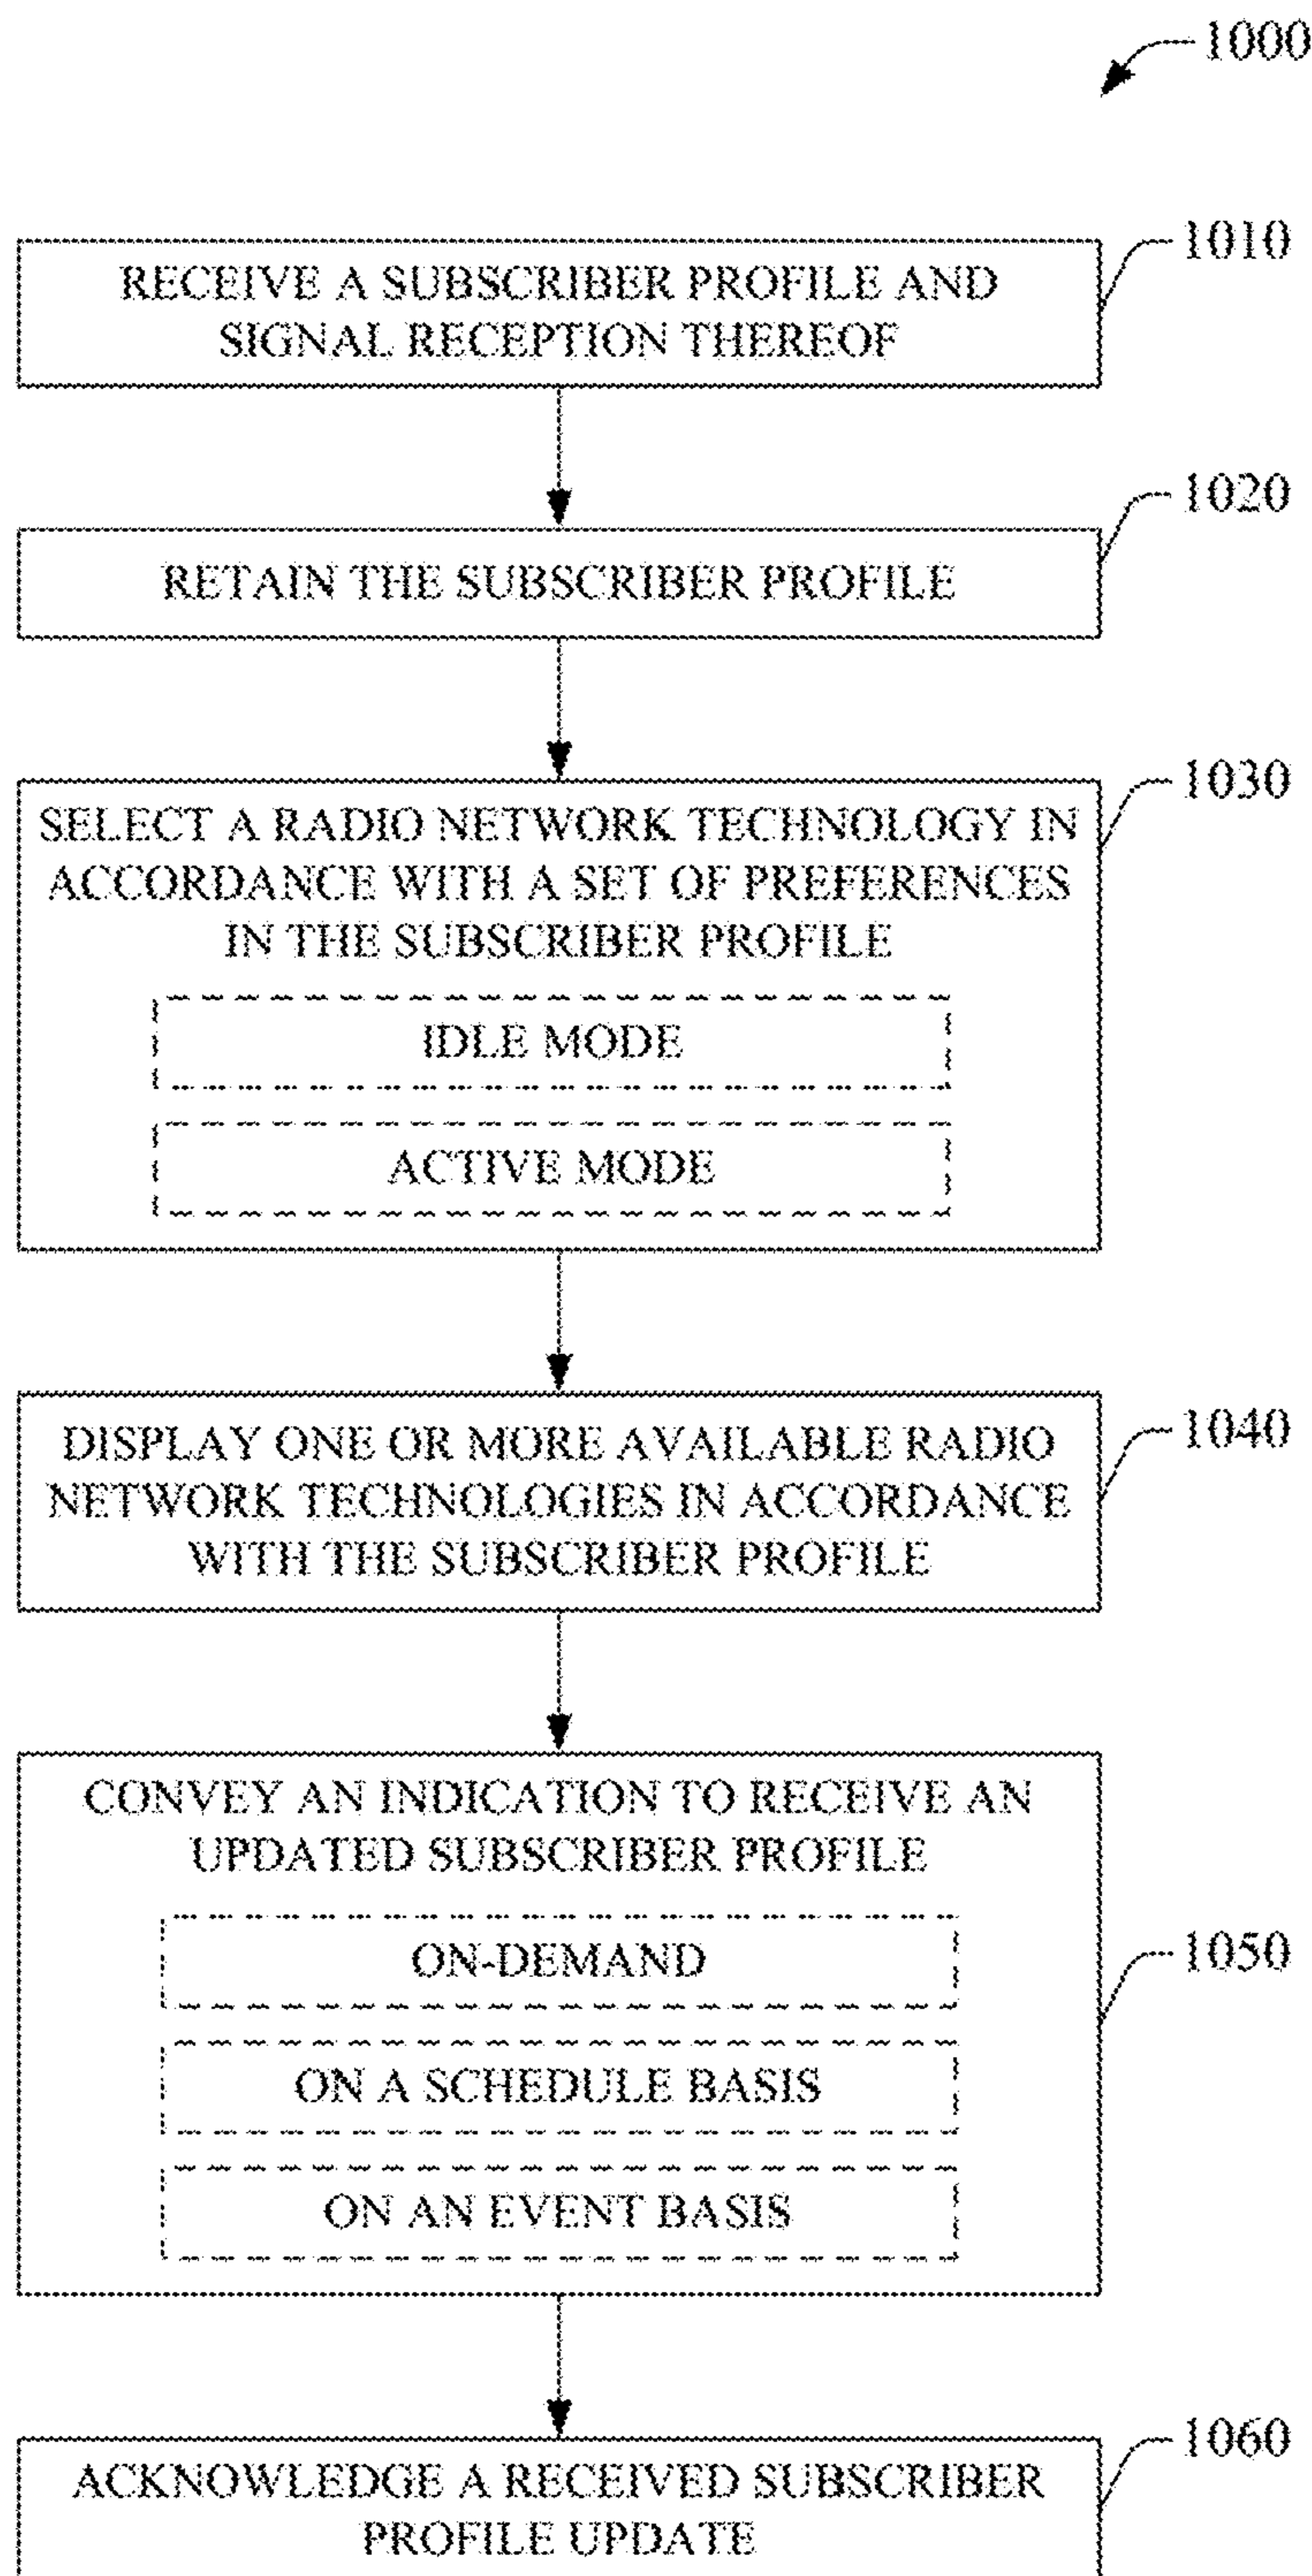 1000
1010
RECEIVE A SUBSCRIBER PROFILE AND
SIGNAL RECEPTION THEREOF
1020
RETAIN THE SUBSCRIBER PROFILE
1030
SELECT A RADIO NETWORK TECHNOLOGY IN
ACCORDANCE WITH A SET OF PREFERENCES
IN THE SUBSCRIBER PROFILE
IDLE MODE
ACTIVE MODE
1040
DISPLAY ONE OR MORE AVAILABLE RADIO
NETWORK TECHNOLOGIES IN ACCORDANCE
WITH THE SUBSCRIBER PROFILE
CONVEY AN INDICATION TO RECEIVE AN
UPDATED SUBSCRIBER PROFILE
1050
ON-DEMAND
ON A SCHEDULE BASIS
ON AN EVENT BASIS
1060
ACKNOWLEDGE A RECEIVED SUBSCRIBER
PROFILE UPDATE